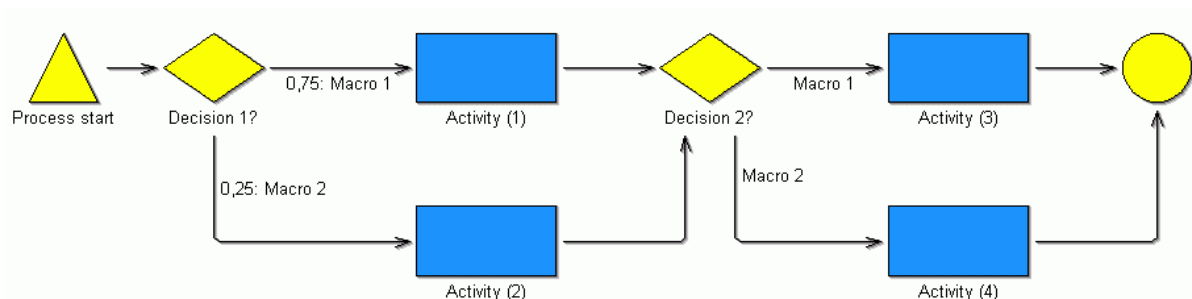 0,75: Macro 1
Macro 1
Process start
Decision 1?
Activity (1)
Decision 2?
Activity (3)
0,25: Macro 2
Macro 2
Activity (2)
Activity (4)